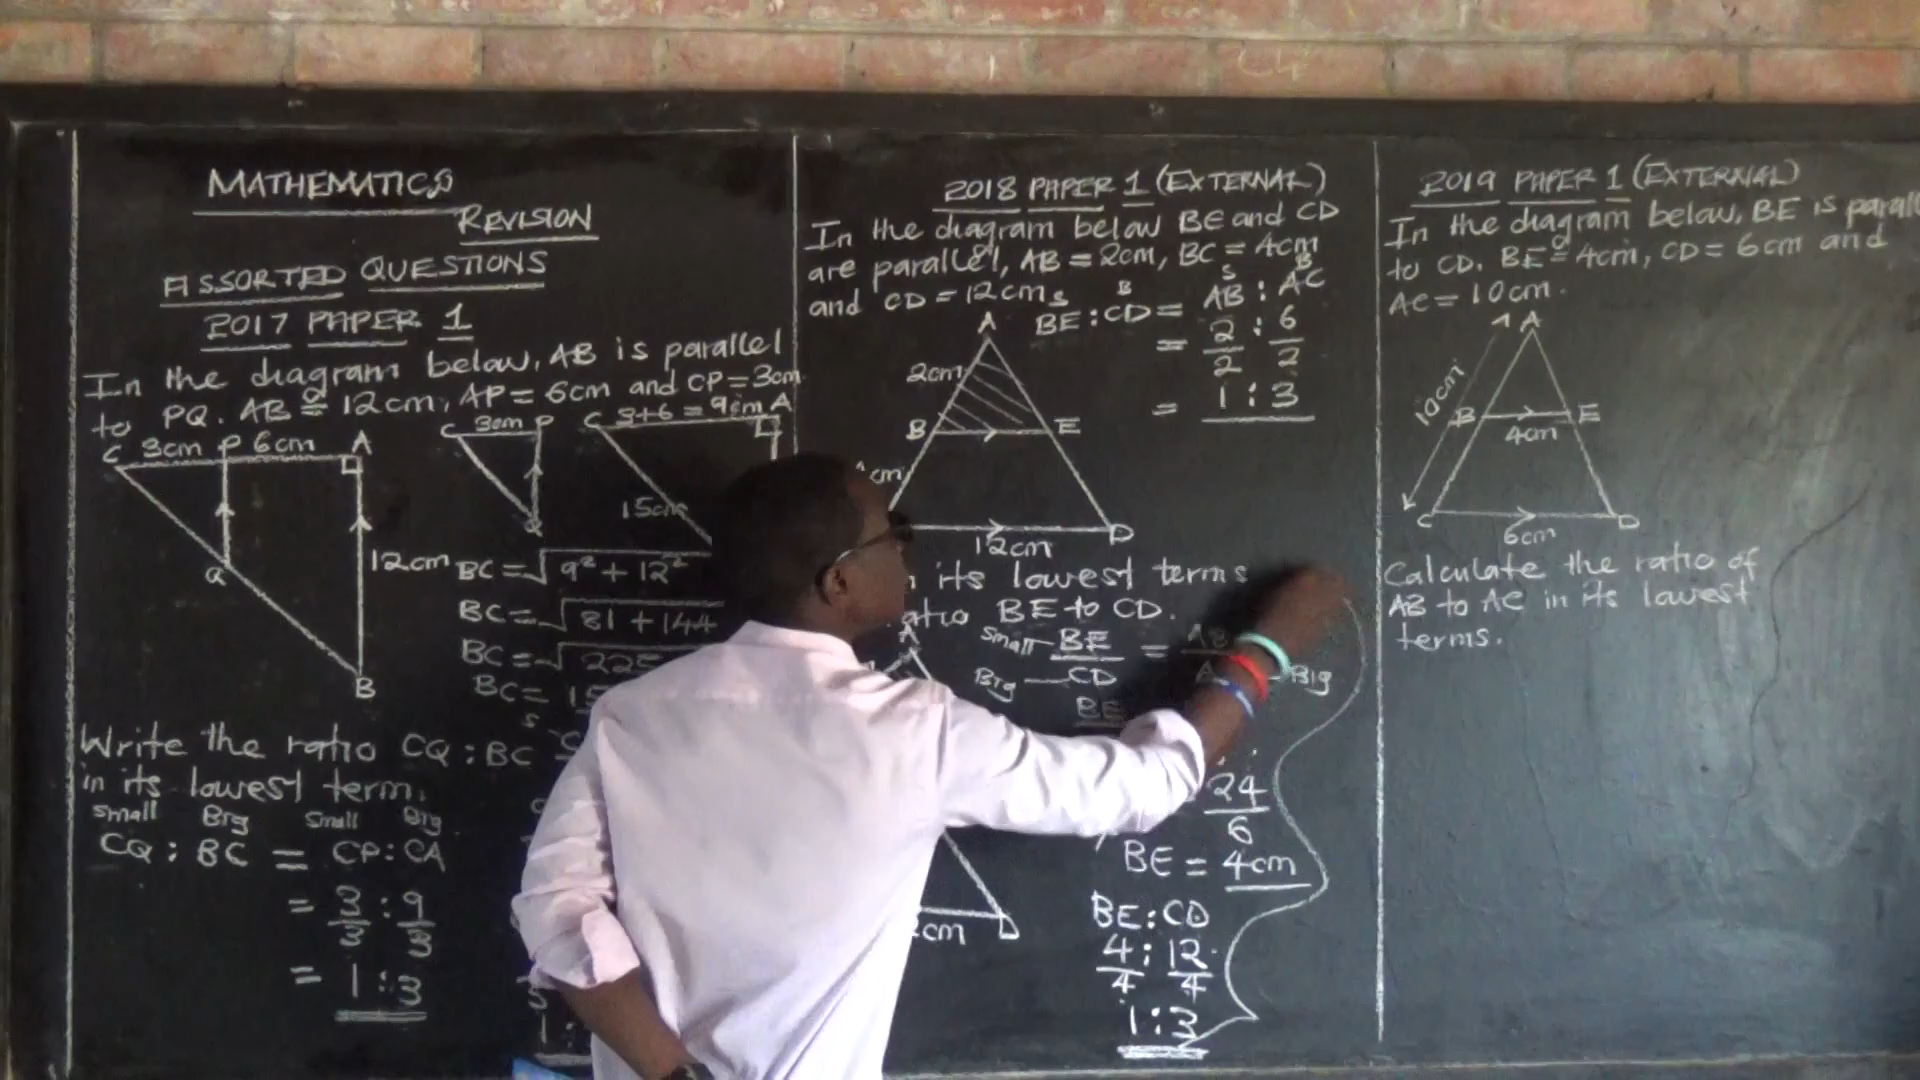 MATHEMATICS
REVISION
ASSORTED QUESTIONS
2017 PAPER 1
In the diagram below, AB is parallel
to PQ. AB = 12cm, AP = 6cm and CP = 3cm
C 3cm P 6cm A
Q
12cm
B
C 3cm P
Q
C 3+6 = 9cm A
15cm
BC = √9² + 12²
BC = √81 + 144
BC = √225
BC = 15
Write the ratio CQ : BC
in its lowest term.
Small Big Small Big
CQ : BC = CP : CA
= 3/3 : 9/3
= 1 : 3
2018 PAPER 1 (EXTERNAL)
In the diagram below BE and CD
are parallel, AB = 2cm, BC = 4cm
and CD = 12cm
S B S B
BE : CD = AB : AC
= 2/2 : 6/2
= 1 : 3
A
2cm
B E
cm
12cm D
its lowest terms
ratio BE to CD.
A
Small BE =
Big CD Big
BE
24
6
BE = 4cm
cm D
BE : CD
4/4 : 12/4
1 : 3
2019 PAPER 1 (EXTERNAL)
In the diagram below, BE is parall
to CD. BE = 4cm, CD = 6cm and
AC = 10cm.
A
10cm
B E
4cm
C D
6cm
Calculate the ratio of
AB to AC in its lowest
terms.